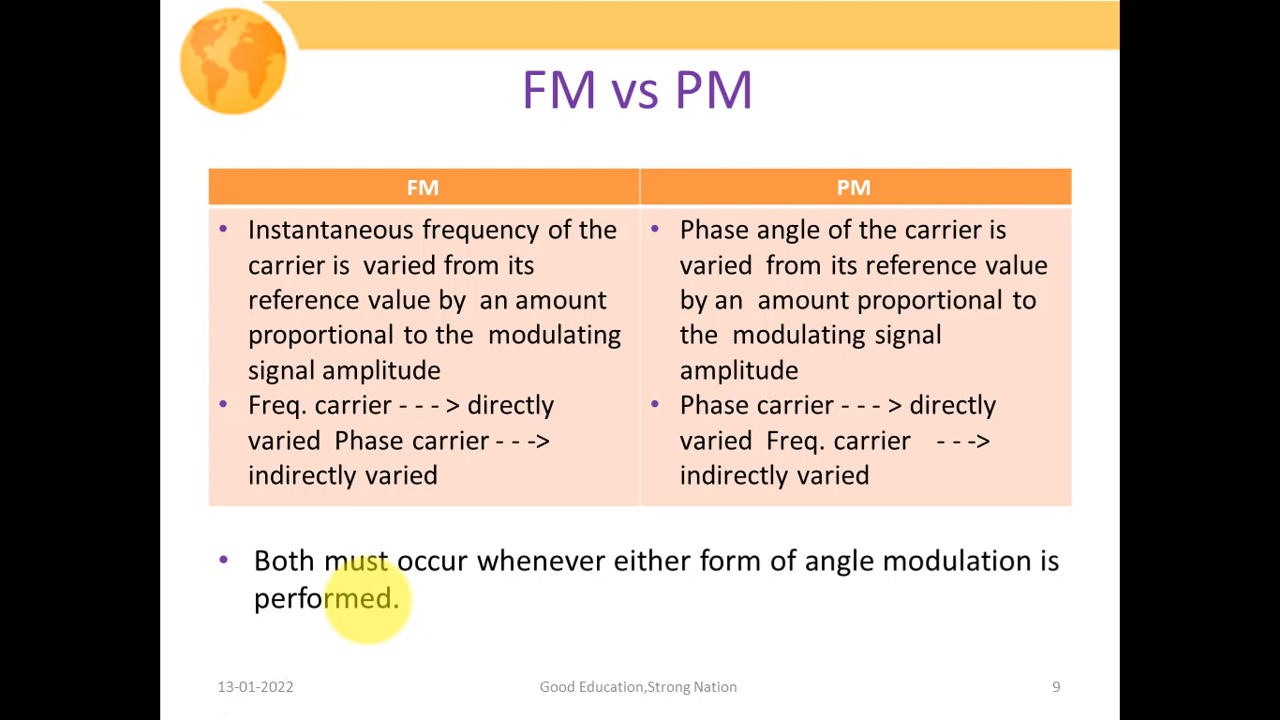 FM vs PM
FM
PM
• Instantaneous frequency of the
carrier is varied from its
reference value by an amount
proportional to the modulating
signal amplitude
• Freq. carrier - - - > directly
varied Phase carrier - - ->
indirectly varied
• Phase angle of the carrier is
varied from its reference value
by an amount proportional to
the modulating signal
amplitude
• Phase carrier - - - > directly
varied Freq. carrier - - ->
indirectly varied
• Both must occur whenever either form of angle modulation is
performed.
13-01-2022
Good Education,Strong Nation
9